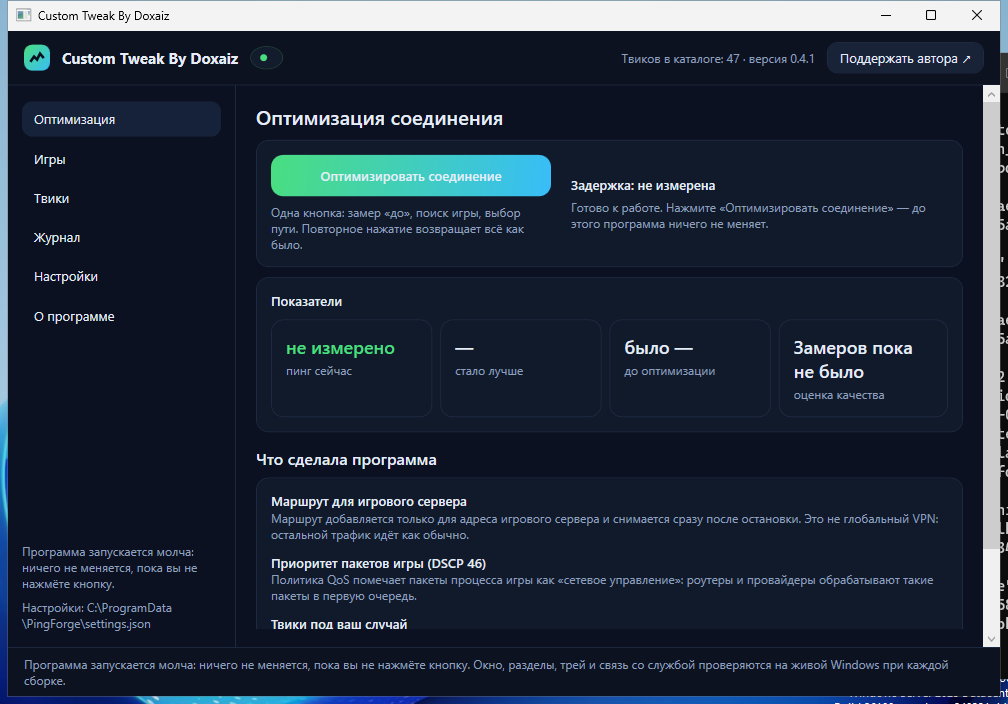 Custom Tweak By Doxaiz
Custom Tweak By Doxaiz
Твиков в каталоге: 47 · версия 0.4.1
Поддержать автора ↗
Оптимизация
Игры
Твики
Журнал
Настройки
О программе
Программа запускается молча:
ничего не меняется, пока вы не
нажмёте кнопку.
Настройки: C:\ProgramData
\PingForge\settings.json
Оптимизация соединения
Оптимизировать соединение
Одна кнопка: замер «до», поиск игры, выбор
пути. Повторное нажатие возвращает всё как
было.
Задержка: не измерена
Готово к работе. Нажмите «Оптимизировать соединение» — до
этого программа ничего не меняет.
Показатели
не измерено
пинг сейчас
—
стало лучше
было —
до оптимизации
Замеров пока
не было
оценка качества
Что сделала программа
Маршрут для игрового сервера
Маршрут добавляется только для адреса игрового сервера и снимается сразу после остановки. Это не глобальный VPN:
остальной трафик идёт как обычно.
Приоритет пакетов игры (DSCP 46)
Политика QoS помечает пакеты процесса игры как «сетевое управление»: роутеры и провайдеры обрабатывают такие
пакеты в первую очередь.
Твики под ваш случай
Программа запускается молча: ничего не меняется, пока вы не нажмёте кнопку. Окно, разделы, трей и связь со службой проверяются на живой Windows при каждой
сборке.